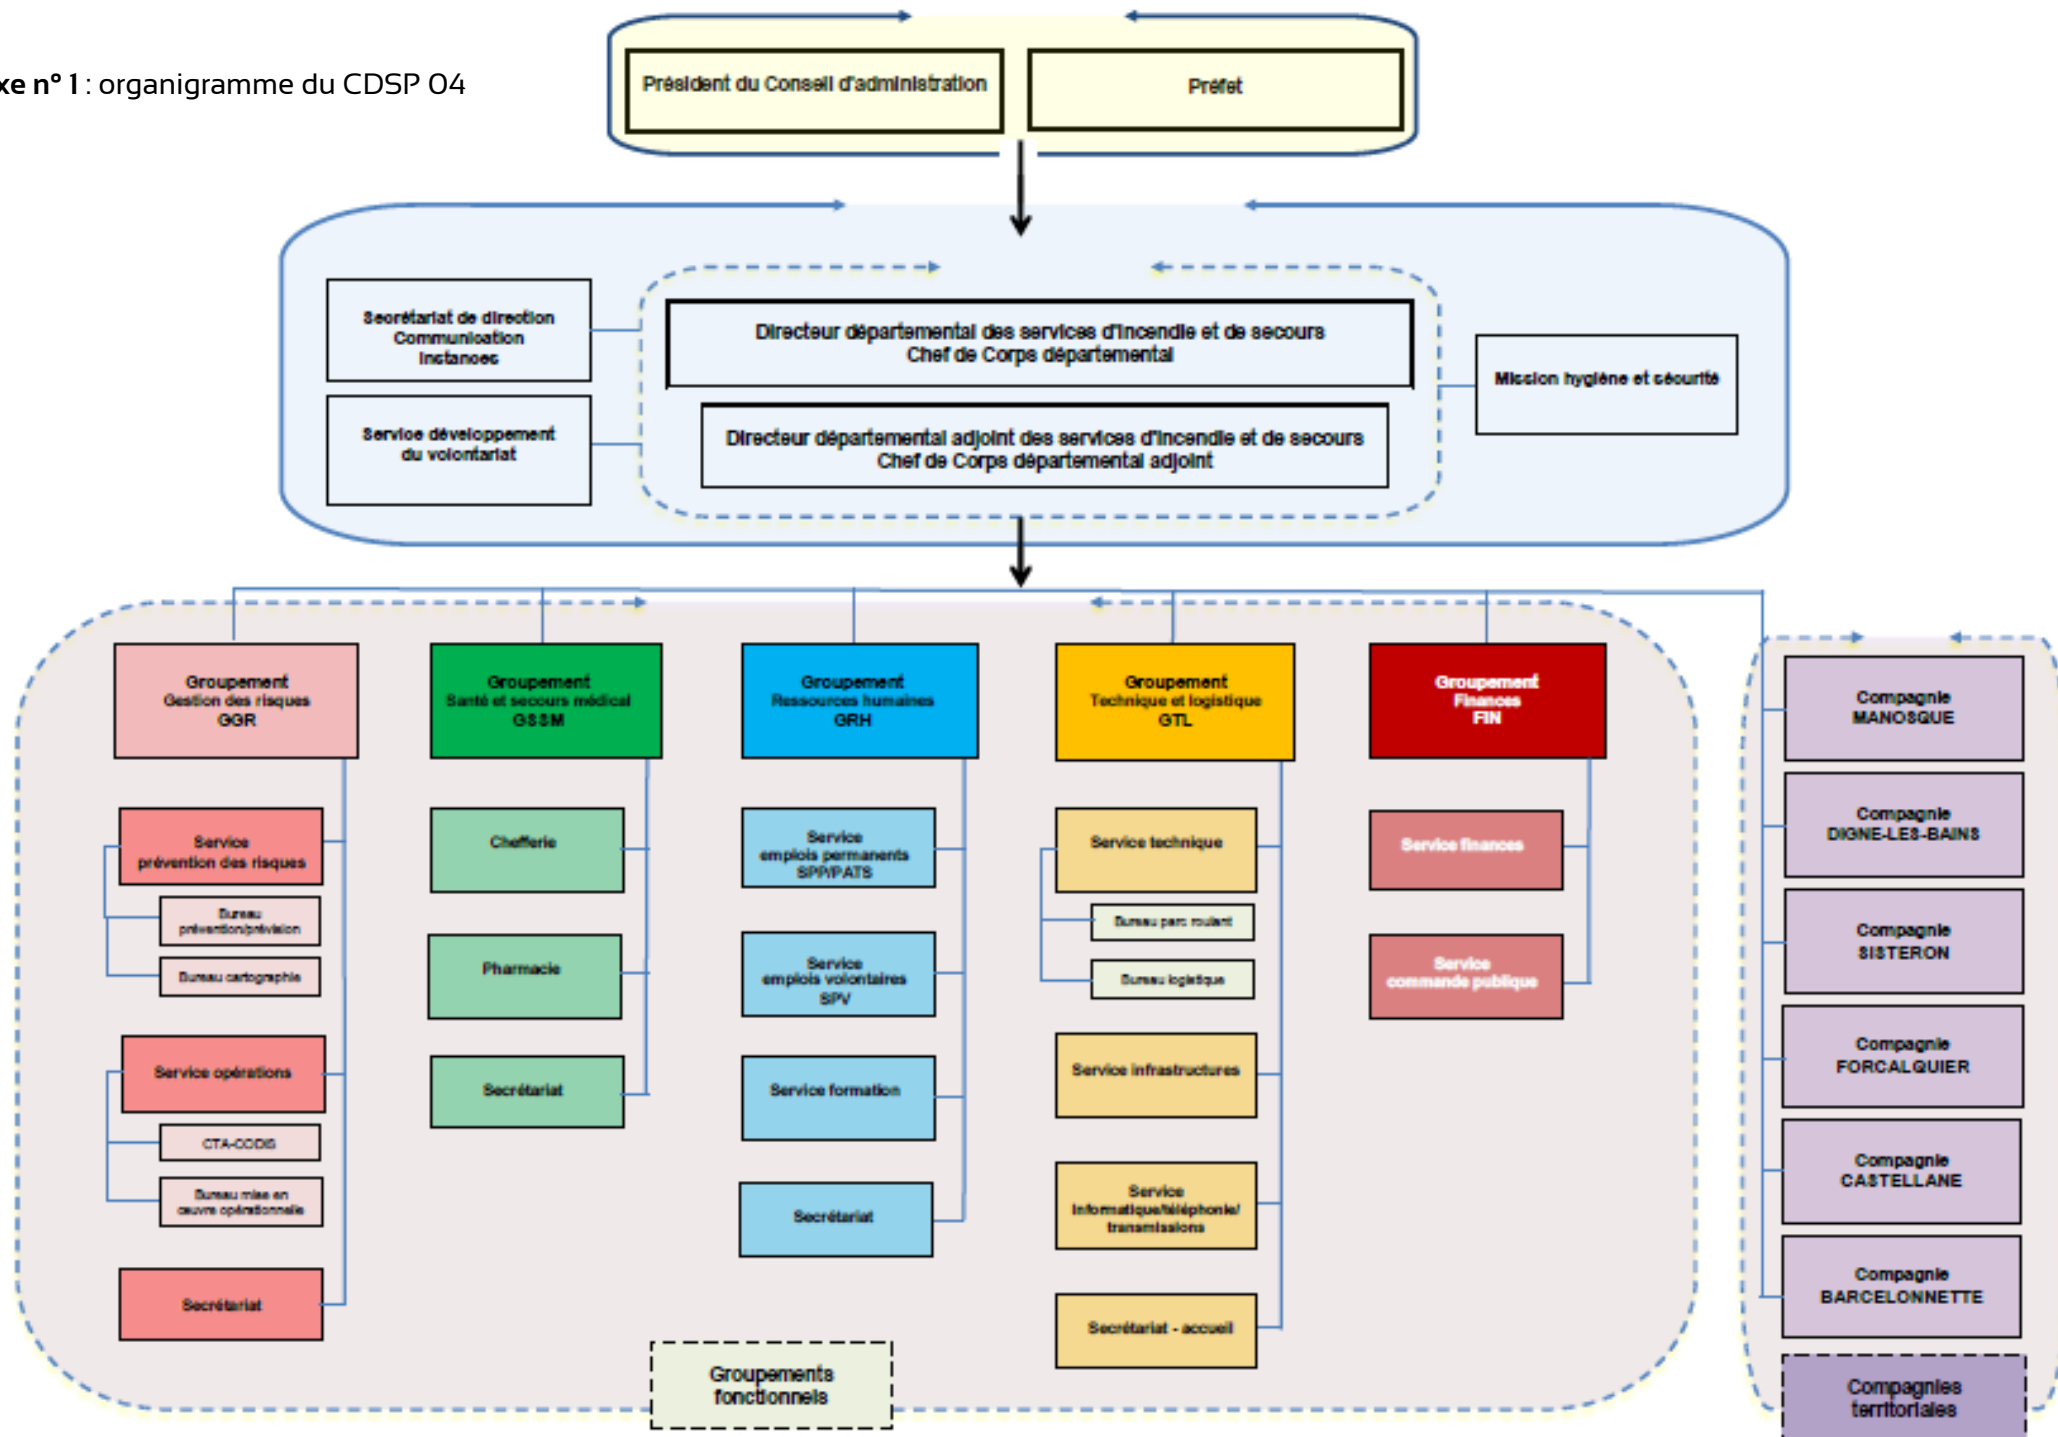 xe n° 1 : organigramme du CDSP 04
Président du Conseil d'administration
Préfet
Secrétariat de direction
Communication
Instances
Service développement
du volontariat
Directeur départemental des services d'incendie et de secours
Chef de Corps départemental
Directeur départemental adjoint des services d'incendie et de secours
Chef de Corps départemental adjoint
Mission hygiène et sécurité
Groupement
Gestion des risques
GGR
Service
prévention des risques
Bureau
prévention/prévision
Bureau cartographie
Service opérations
CTA-CODIS
Bureau mise en
œuvre opérationnelle
Secrétariat
Groupement
Santé et secours médical
GSSM
Chefferie
Pharmacie
Secrétariat
Groupement
Ressources humaines
GRH
Service
emplois permanents
SPP/PATS
Service
emplois volontaires
SPV
Service formation
Secrétariat
Groupement
Technique et logistique
GTL
Service technique
Bureau parc roulant
Bureau logistique
Service infrastructures
Service
informatique/téléphonie/
transmissions
Secrétariat - accueil
Groupement
Finances
FIN
Service finances
Service
commande publique
Groupements
fonctionnels
Compagnie
MANOSQUE
Compagnie
DIGNE-LES-BAINS
Compagnie
SISTERON
Compagnie
FORCALQUIER
Compagnie
CASTELLANE
Compagnie
BARCELONNETTE
Compagnies
territoriales